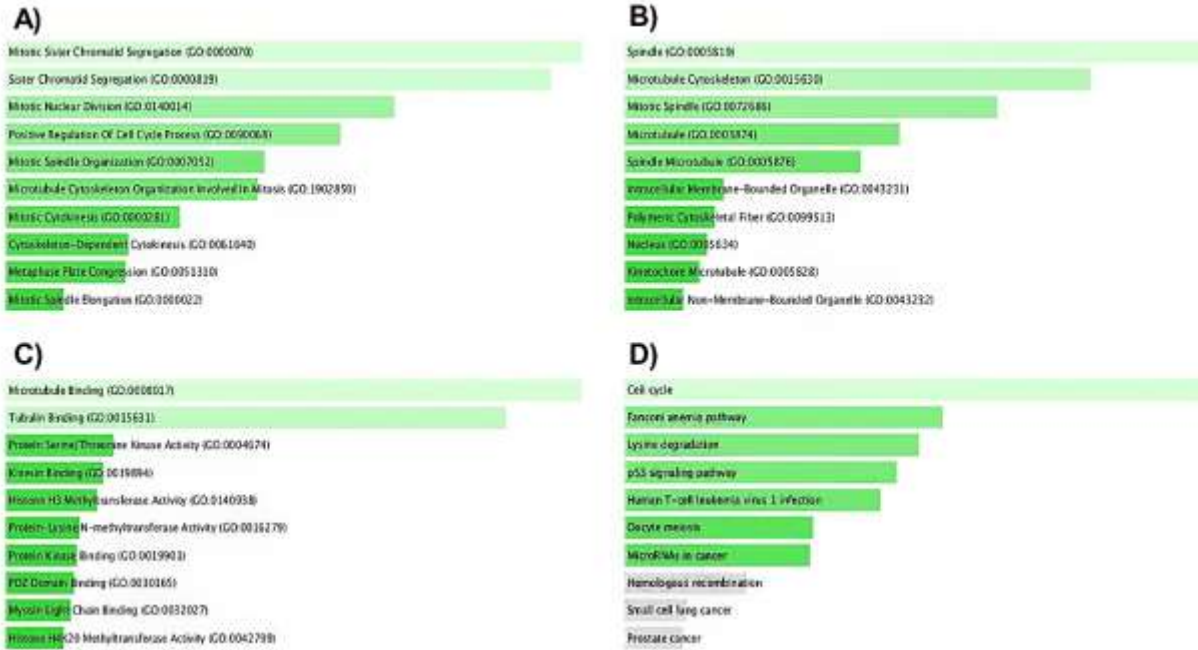 A)
Mitotic Sister Chromatid Segregation (GO:0000070)
Sister Chromatid Segregation (GO:0000819)
Mitotic Nuclear Division (GO:0140014)
Positive Regulation Of Cell Cycle Process (GO:0090068)
Mitotic Spindle Organization (GO:0007052)
Microtubule Cytoskeleton Organization Involved In Mitosis (GO:1902850)
Mitotic Cytokinesis (GO:0000281)
Cytoskeleton-Dependent Cytokinesis (GO:0061640)
Metaphase Plate Congression (GO:0051310)
Mitotic Spindle Elongation (GO:0000022)
B)
Spindle (GO:0005819)
Microtubule Cytoskeleton (GO:0015630)
Mitotic Spindle (GO:0072686)
Microtubule (GO:0005874)
Spindle Microtubule (GO:0005876)
Intracellular Membrane-Bounded Organelle (GO:0043231)
Polymeric Cytoskeletal Fiber (GO:0099513)
Nucleus (GO:0005634)
Kinetochore Microtubule (GO:0005828)
Intracellular Non-Membrane-Bounded Organelle (GO:0043232)
C)
Microtubule Binding (GO:0008017)
Tubulin Binding (GO:0015631)
Protein Serine/Threonine Kinase Activity (GO:0004674)
Kinesin Binding (GO:0019894)
Histone H3 Methyltransferase Activity (GO:0140938)
Protein-Lysine N-methyltransferase Activity (GO:0016279)
Protein Kinase Binding (GO:0019901)
PDZ Domain Binding (GO:0030165)
Myosin Light Chain Binding (GO:0032027)
Histone H4K20 Methyltransferase Activity (GO:0042799)
D)
Cell cycle
Fanconi anemia pathway
Lysine degradation
p53 signaling pathway
Human T-cell leukemia virus 1 infection
Oocyte meiosis
MicroRNAs in cancer
Homologous recombination
Small cell lung cancer
Prostate cancer